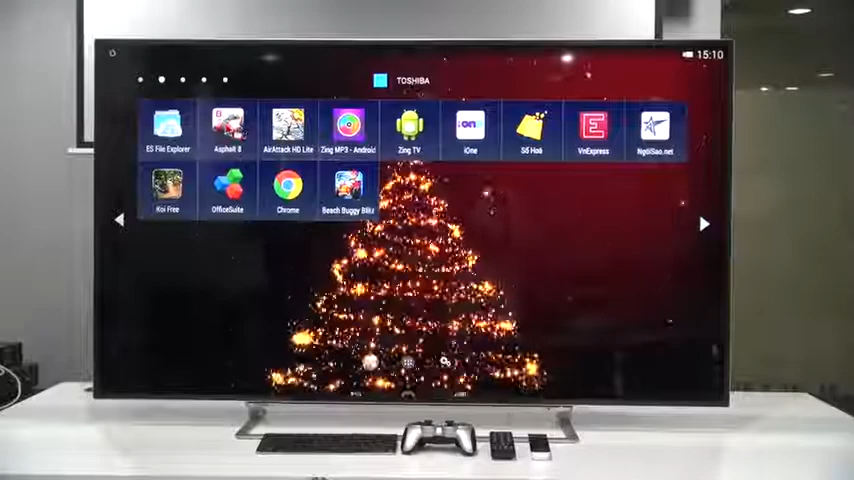 15:10
TOSHIBA
ES File Explorer
Asphalt 8
AirAttack HD Lite
Zing MP3 - Android
Zing TV
iOne
Số Hoá
VnExpress
NgôiSao.net
Koi Free
OfficeSuite
Chrome
Beach Buggy Blitz